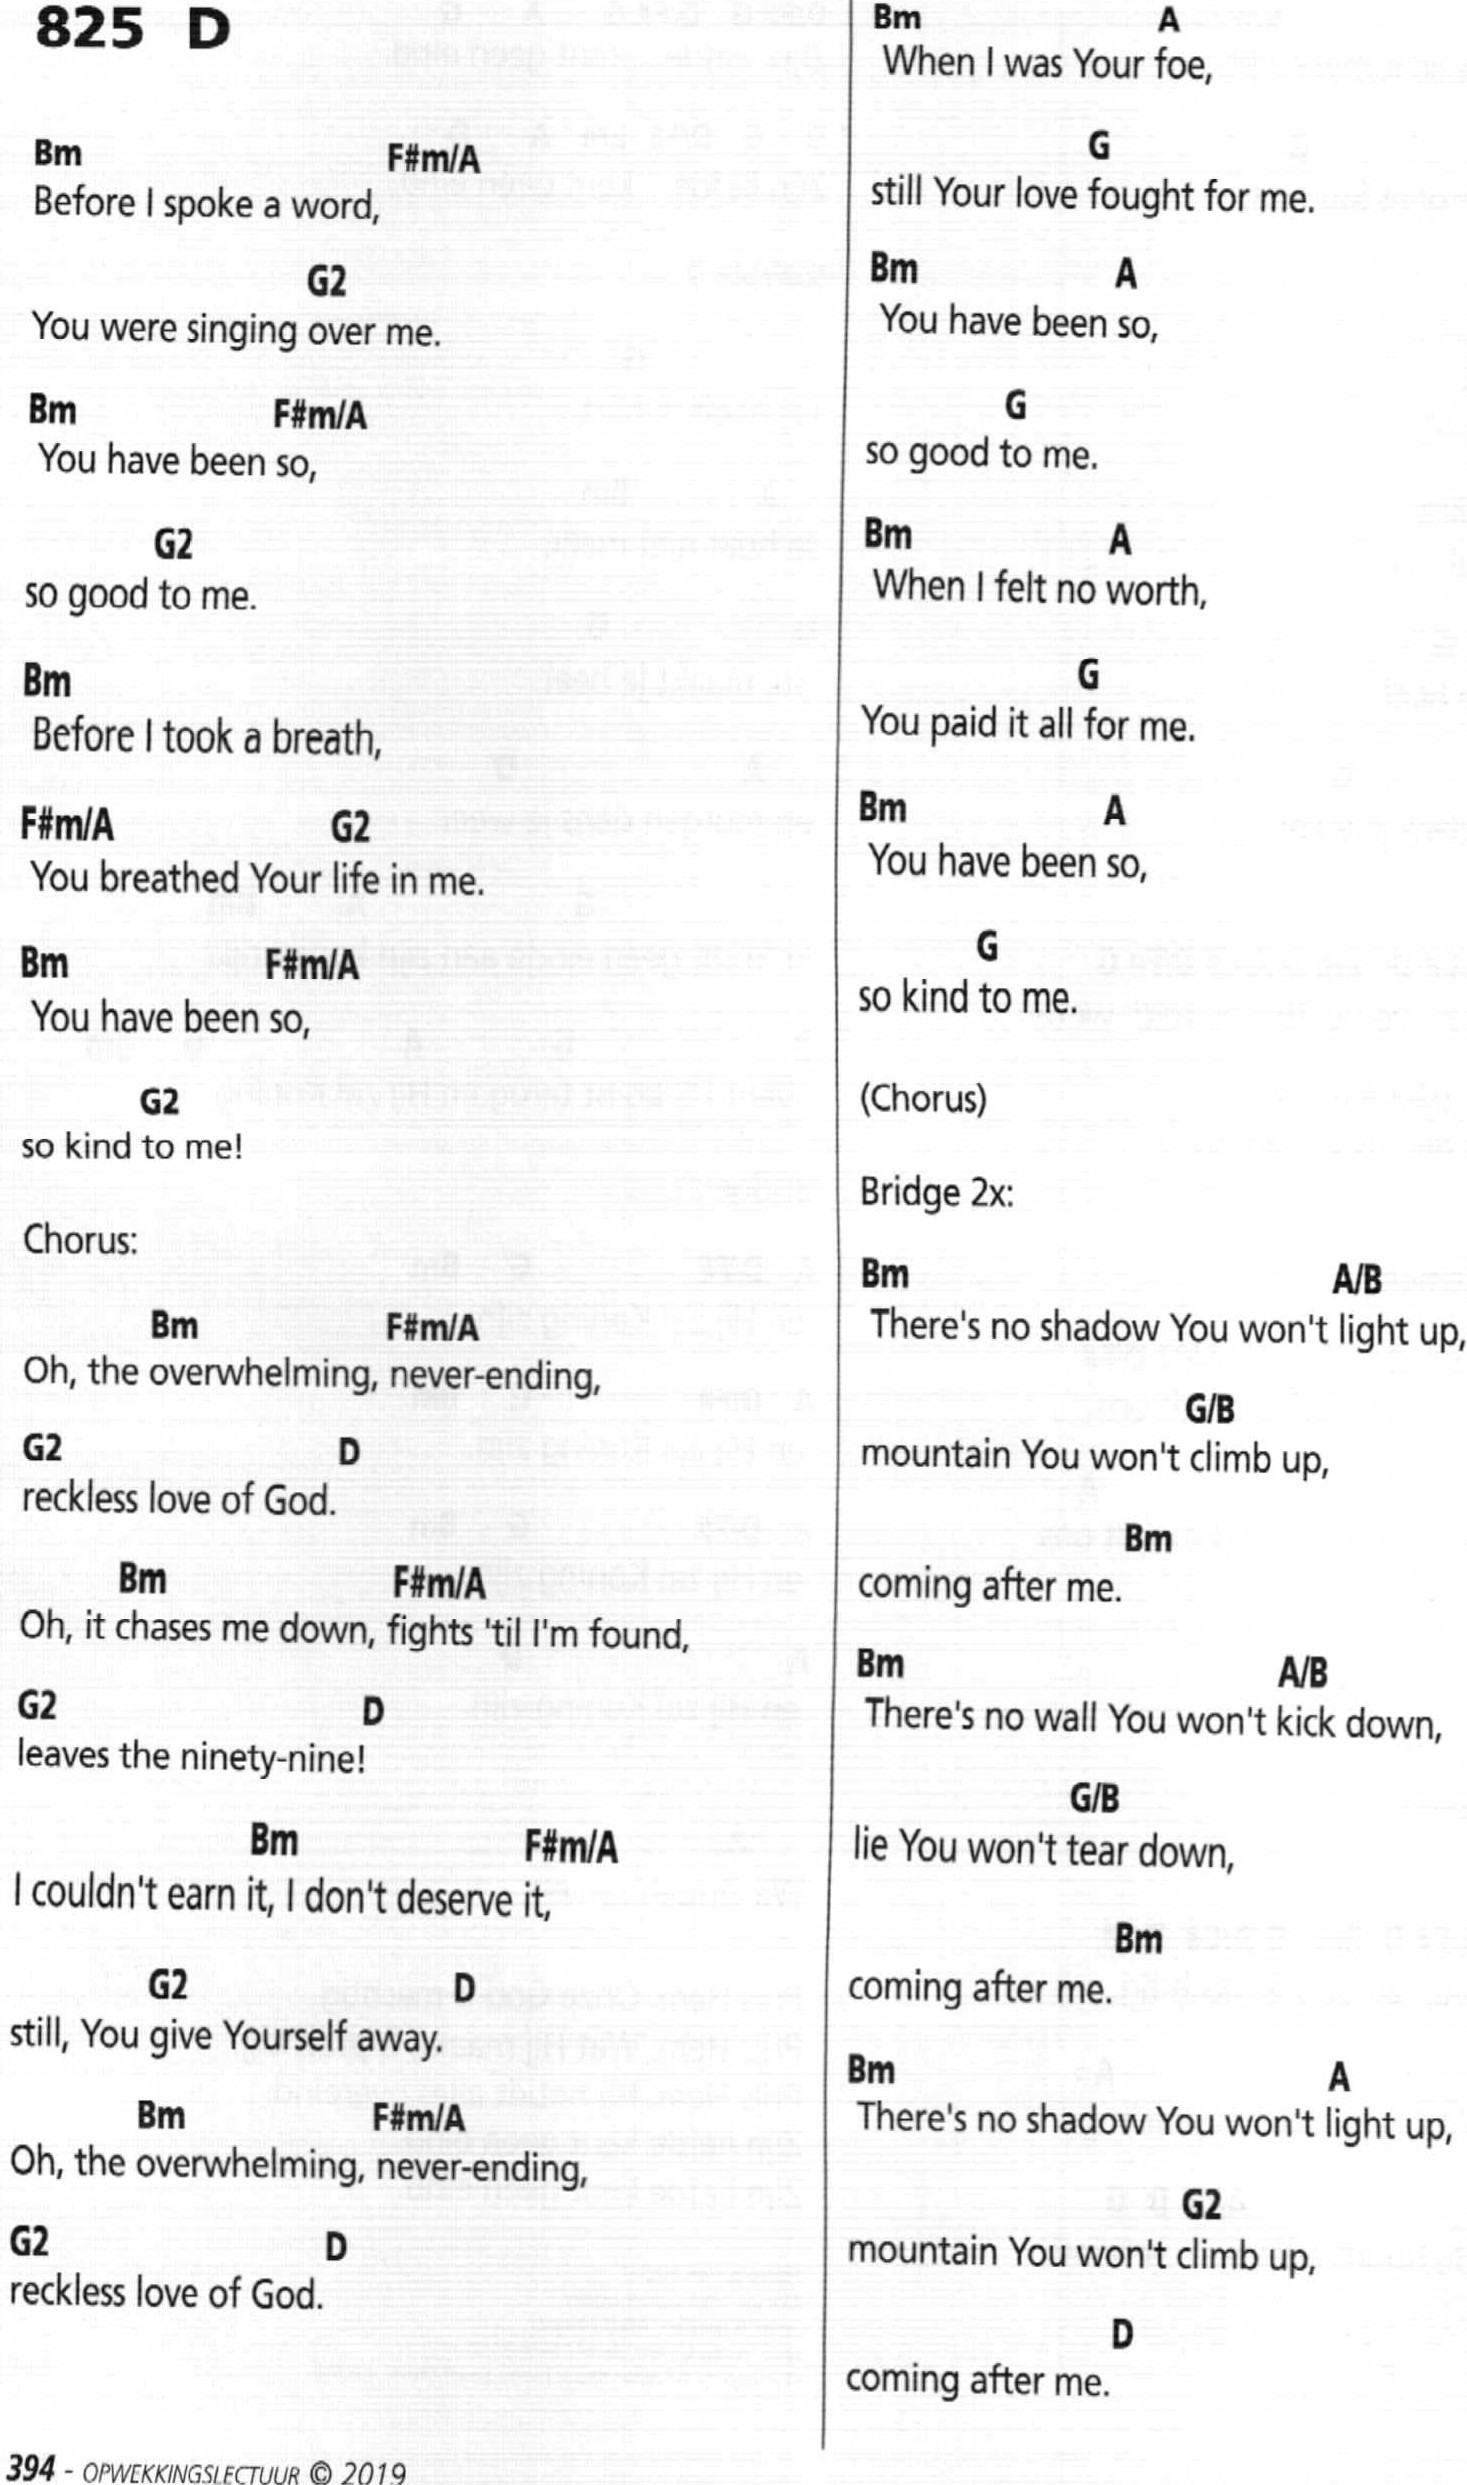 825 D
Bm F#m/A
Before I spoke a word,
G2
You were singing over me.
Bm F#m/A
You have been so,
G2
so good to me.
Bm
Before I took a breath,
F#m/A G2
You breathed Your life in me.
Bm F#m/A
You have been so,
G2
so kind to me!
Chorus:
Bm F#m/A
Oh, the overwhelming, never-ending,
G2 D
reckless love of God.
Bm F#m/A
Oh, it chases me down, fights 'til I'm found,
G2 D
leaves the ninety-nine!
Bm F#m/A
I couldn't earn it, I don't deserve it,
G2 D
still, You give Yourself away.
Bm F#m/A
Oh, the overwhelming, never-ending,
G2 D
reckless love of God.
Bm A
When I was Your foe,
G
still Your love fought for me.
Bm A
You have been so,
G
so good to me.
Bm A
When I felt no worth,
G
You paid it all for me.
Bm A
You have been so,
G
so kind to me.
(Chorus)
Bridge 2x:
Bm A/B
There's no shadow You won't light up,
G/B
mountain You won't climb up,
Bm
coming after me.
Bm A/B
There's no wall You won't kick down,
G/B
lie You won't tear down,
Bm
coming after me.
Bm A
There's no shadow You won't light up,
G2
mountain You won't climb up,
D
coming after me.
394 - OPWEKKINGSLECTUUR © 2019